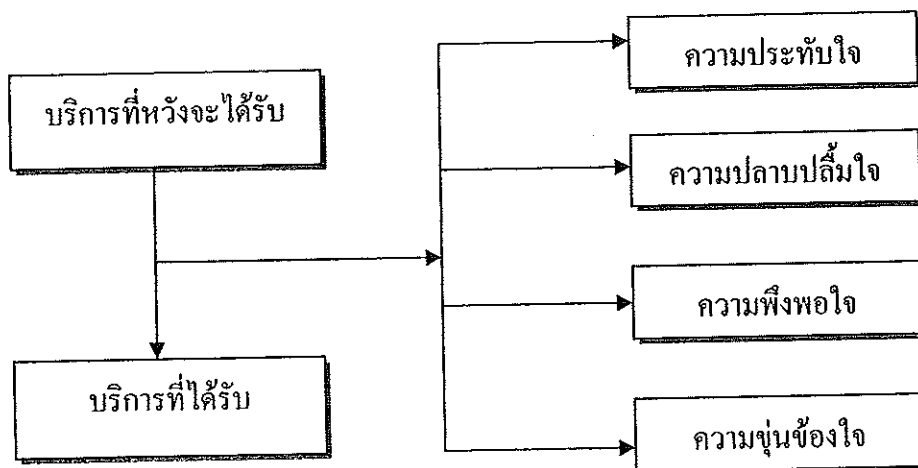 บริการที่หวังจะได้รับ
บริการที่ได้รับ
ความประทับใจ
ความปลาบปลื้มใจ
ความพึงพอใจ
ความขุ่นข้องใจ